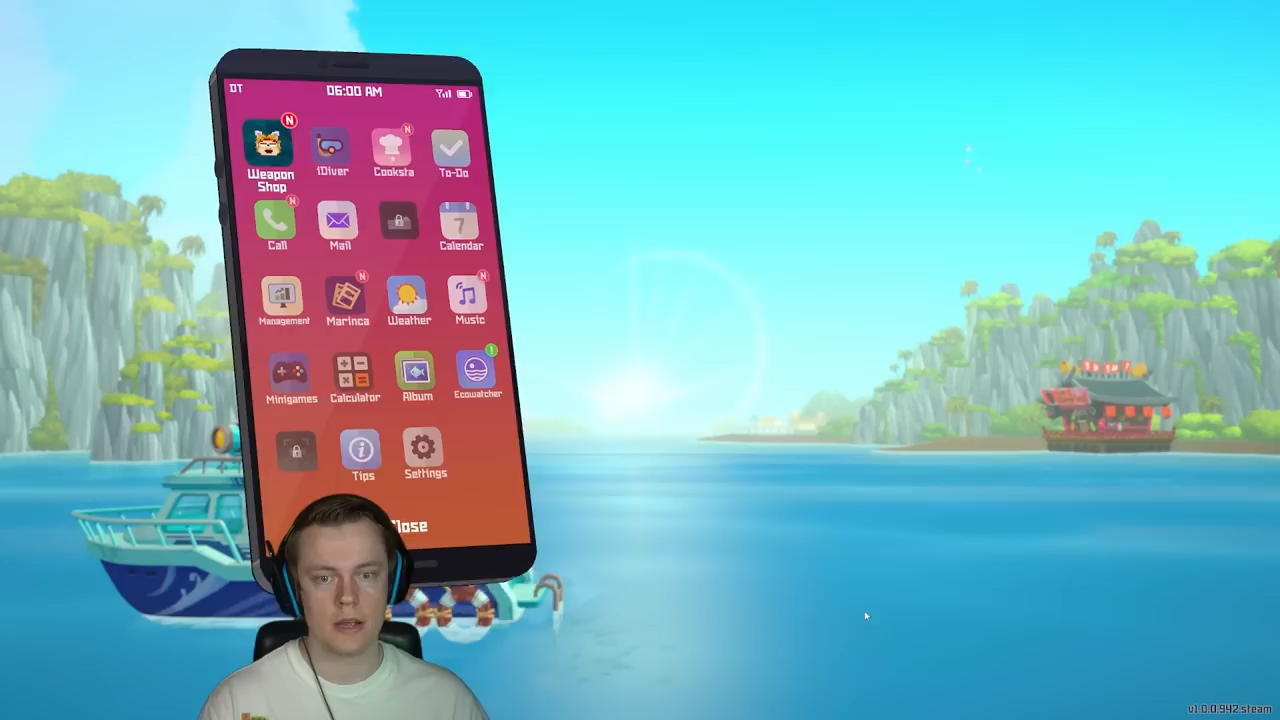 DT 06:00 AM
N
Weapon Shop
iDiver
N
Cooksta
To-Do
N
Call
Mail
7
Calendar
Management
N
Marinca
Weather
N
Music
Minigames
Calculator
Album
!
Ecowatcher
i
Tips
Settings
lose
v1.0.0.942.steam